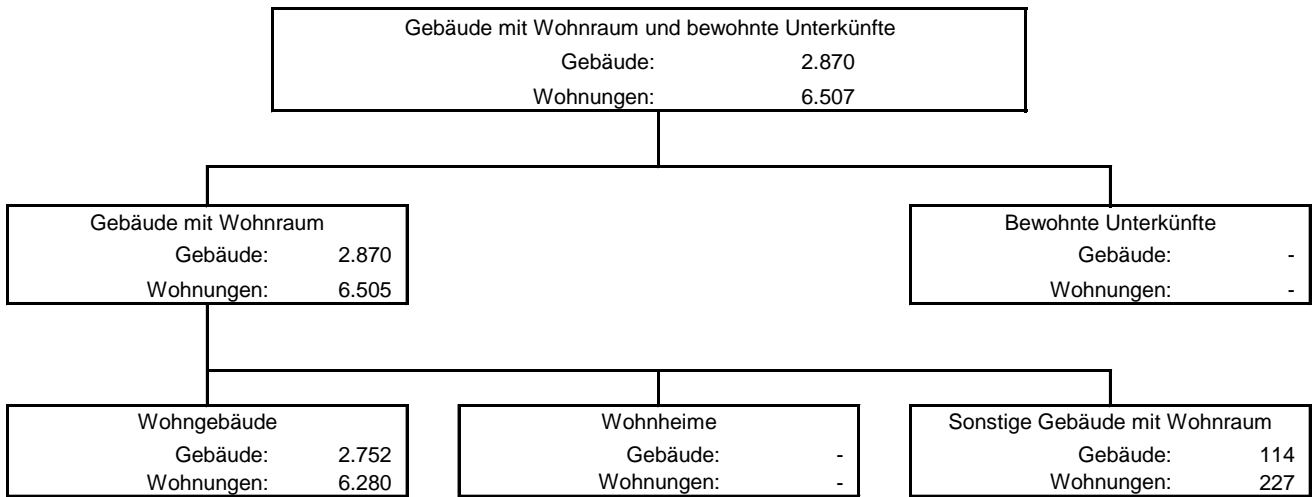 Gebäude mit Wohnraum und bewohnte Unterkünfte
Gebäude: 2.870
Wohnungen: 6.507
Gebäude mit Wohnraum
Gebäude: 2.870
Wohnungen: 6.505
Bewohnte Unterkünfte
Gebäude: -
Wohnungen: -
Wohngebäude
Gebäude: 2.752
Wohnungen: 6.280
Wohnheime
Gebäude: -
Wohnungen: -
Sonstige Gebäude mit Wohnraum
Gebäude: 114
Wohnungen: 227